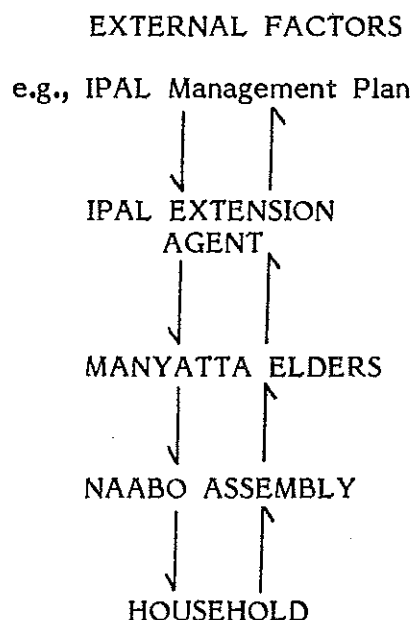 EXTERNAL FACTORS
e.g., IPAL Management Plan
IPAL EXTENSION
AGENT
MANYATTA ELDERS
NAABO ASSEMBLY
HOUSEHOLD